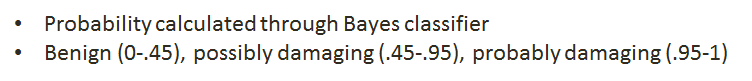 • Probability calculated through Bayes classifier
• Benign (0-.45), possibly damaging (.45-.95), probably damaging (.95-1)